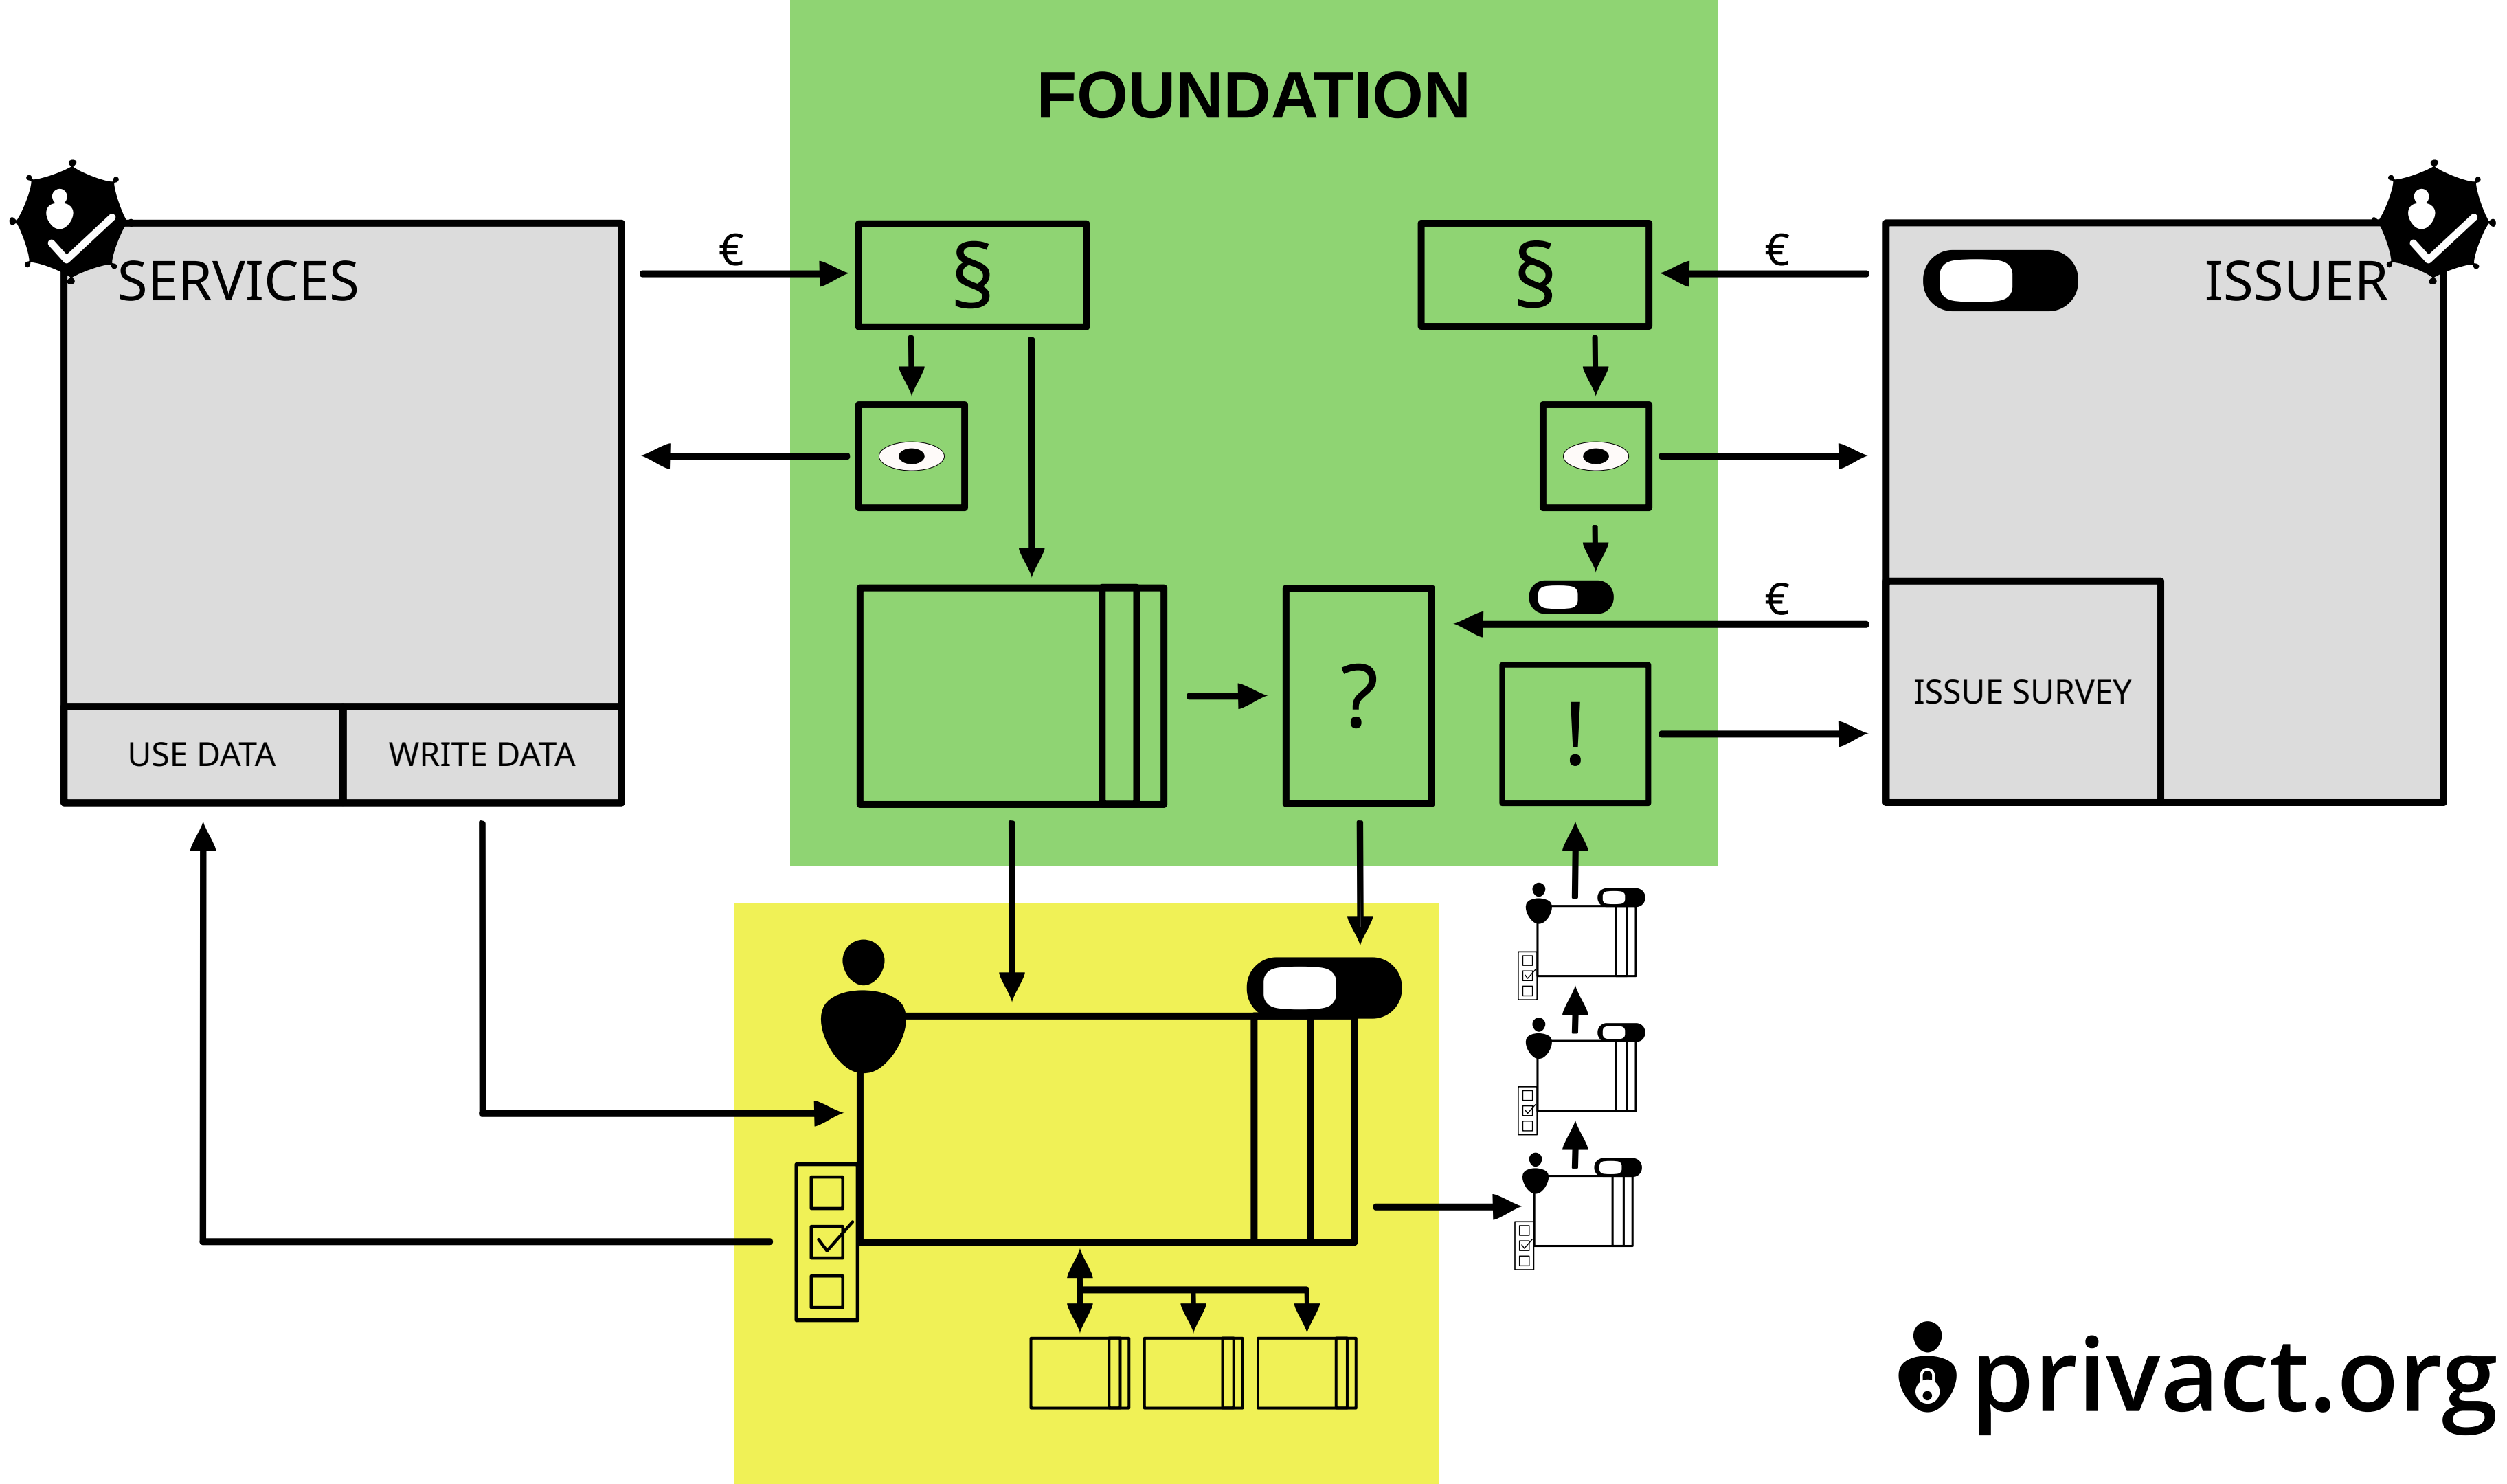 FOUNDATION
SERVICES
€
§
§
€
ISSUER
€
?
!
ISSUE SURVEY
USE DATA
WRITE DATA
privact.org